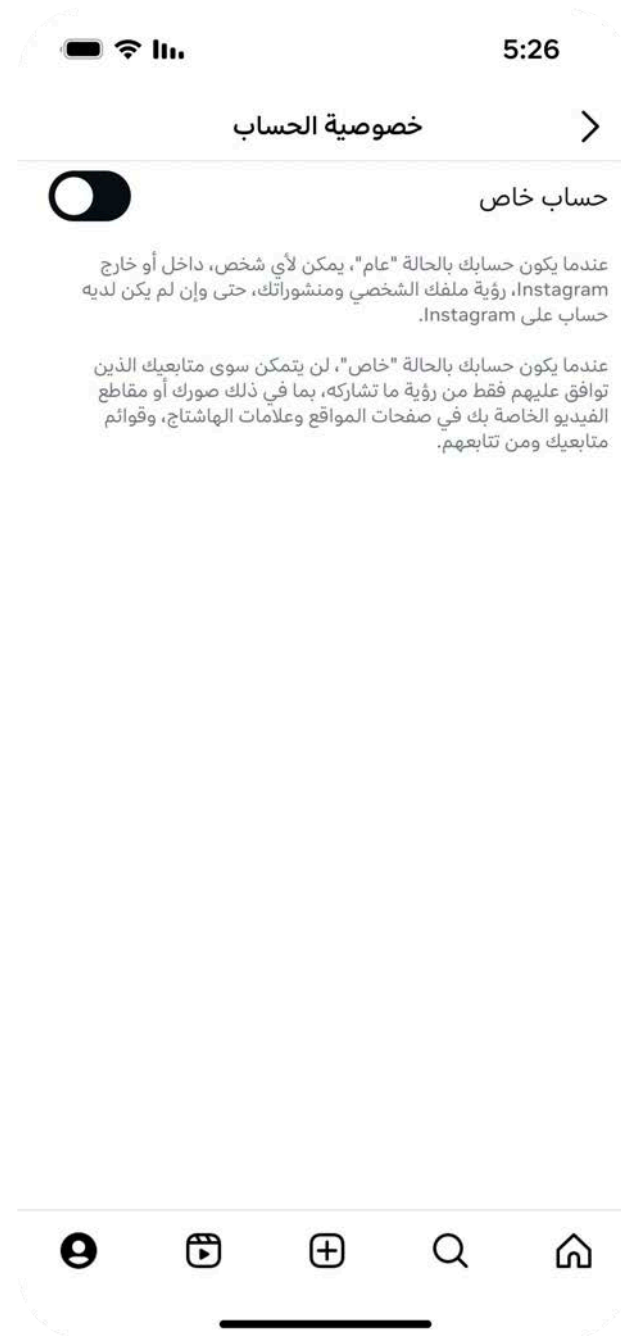 5:26
خصوصية الحساب
حساب خاص
عندما يكون حسابك بالحالة "عام"، يمكن لأي شخص، داخل أو خارج
Instagram، رؤية ملفك الشخصي ومنشوراتك، حتى وإن لم يكن لديه
حساب على Instagram.
عندما يكون حسابك بالحالة "خاص"، لن يتمكن سوى متابعيك الذين
توافق عليهم فقط من رؤية ما تشاركه، بما في ذلك صورك أو مقاطع
الفيديو الخاصة بك في صفحات المواقع وعلامات الهاشتاج، وقوائم
متابعيك ومن تتابعهم.